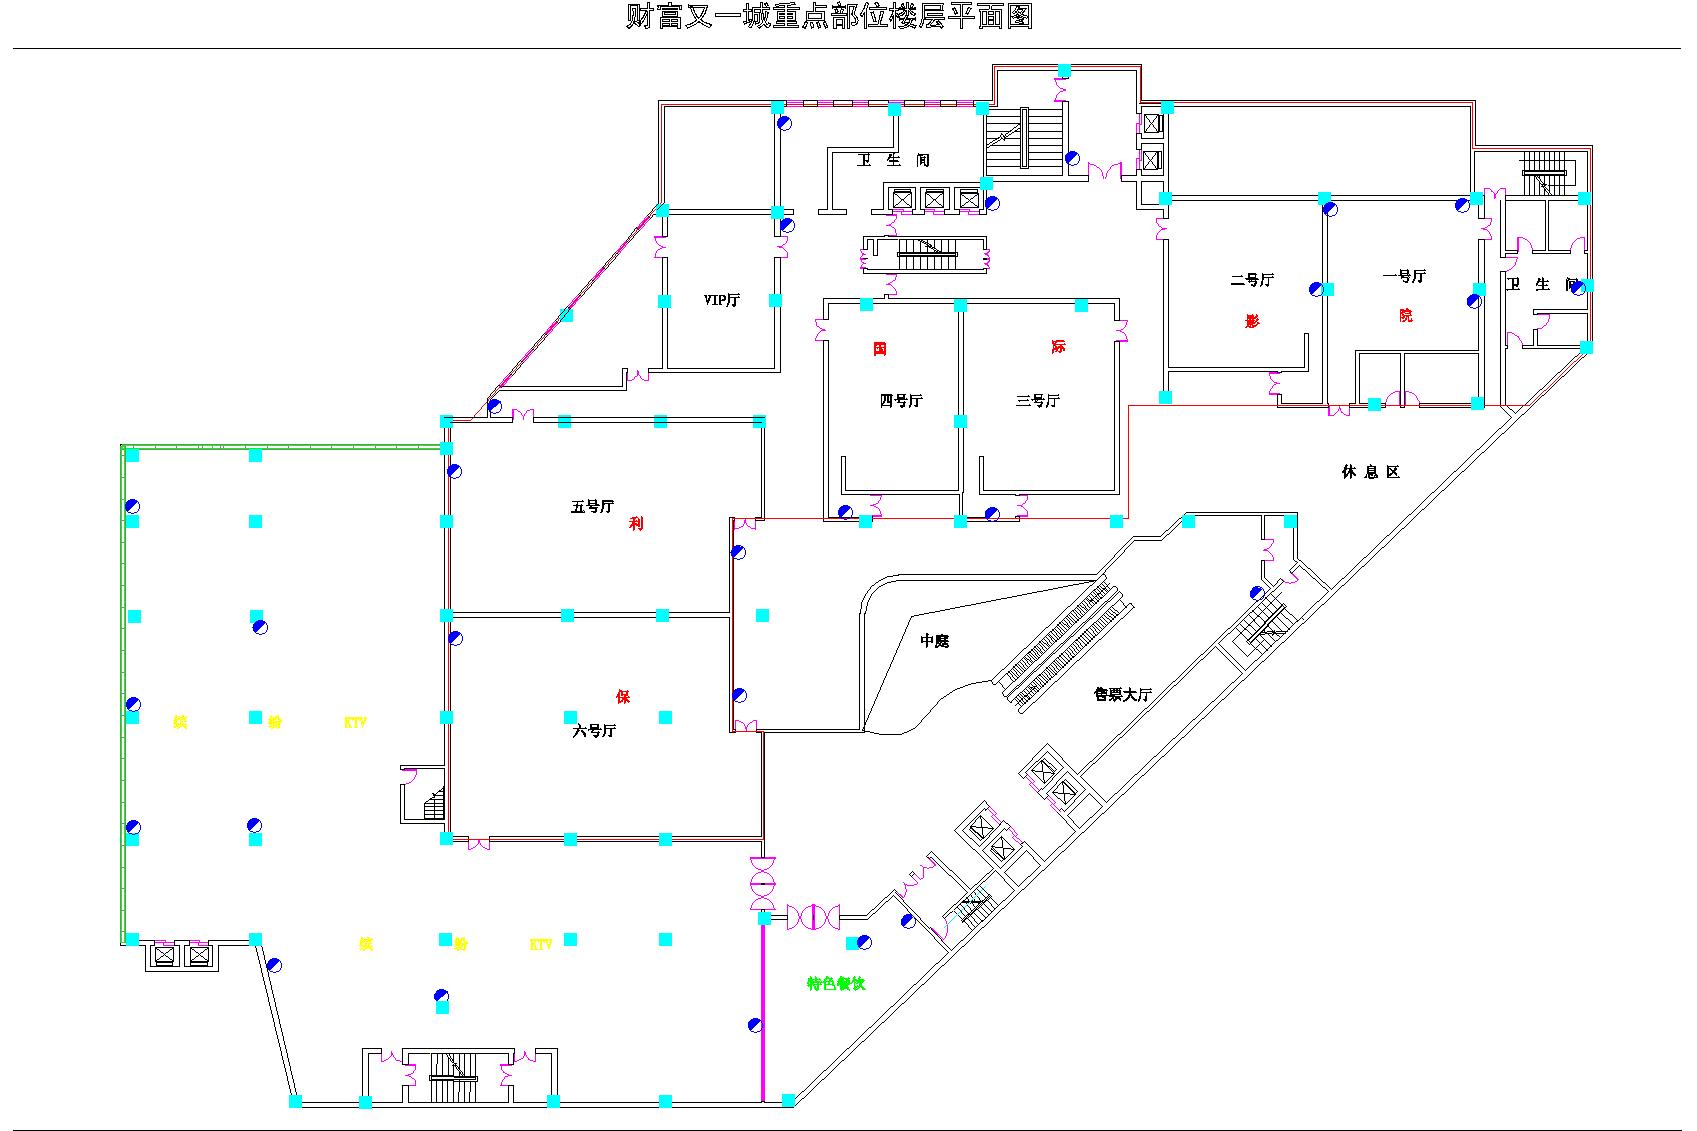 财富又一城重点部位楼层平面图
卫 生 间
VIP厅
二号厅
一号厅
卫 生 间
影
院
国
际
四号厅
三号厅
休 息 区
五号厅
利
中庭
保
售票大厅
六号厅
缤 纷 KTV
缤 纷 KTV
特色餐饮